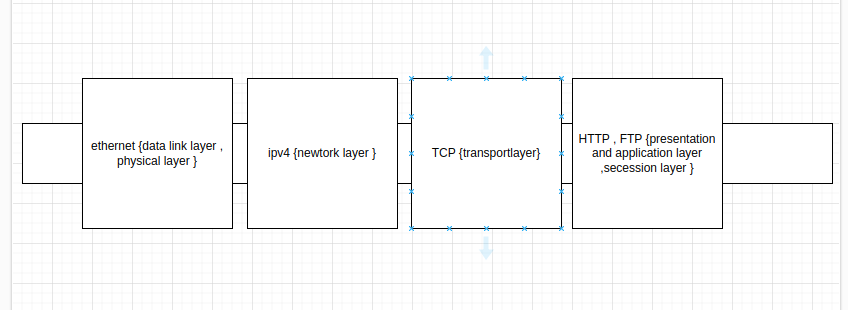 ethernet {data link layer ,
physical layer }
ipv4 {newtork layer }
TCP {transportlayer}
HTTP , FTP {presentation
and application layer
,secession layer }